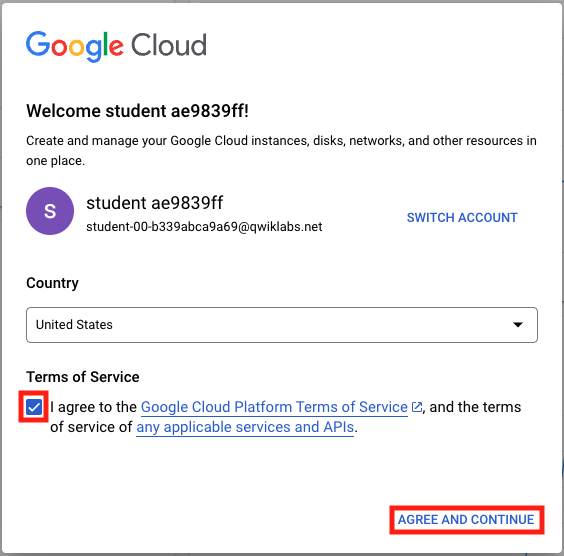 Google Cloud
Welcome student ae9839ff!
Create and manage your Google Cloud instances, disks, networks, and other resources in
one place.
S
student ae9839ff
student-00-b339abca9a69@qwiklabs.net
SWITCH ACCOUNT
Country
United States
Terms of Service
I agree to the Google Cloud Platform Terms of Service, and the terms
of service of any applicable services and APIs.
AGREE AND CONTINUE